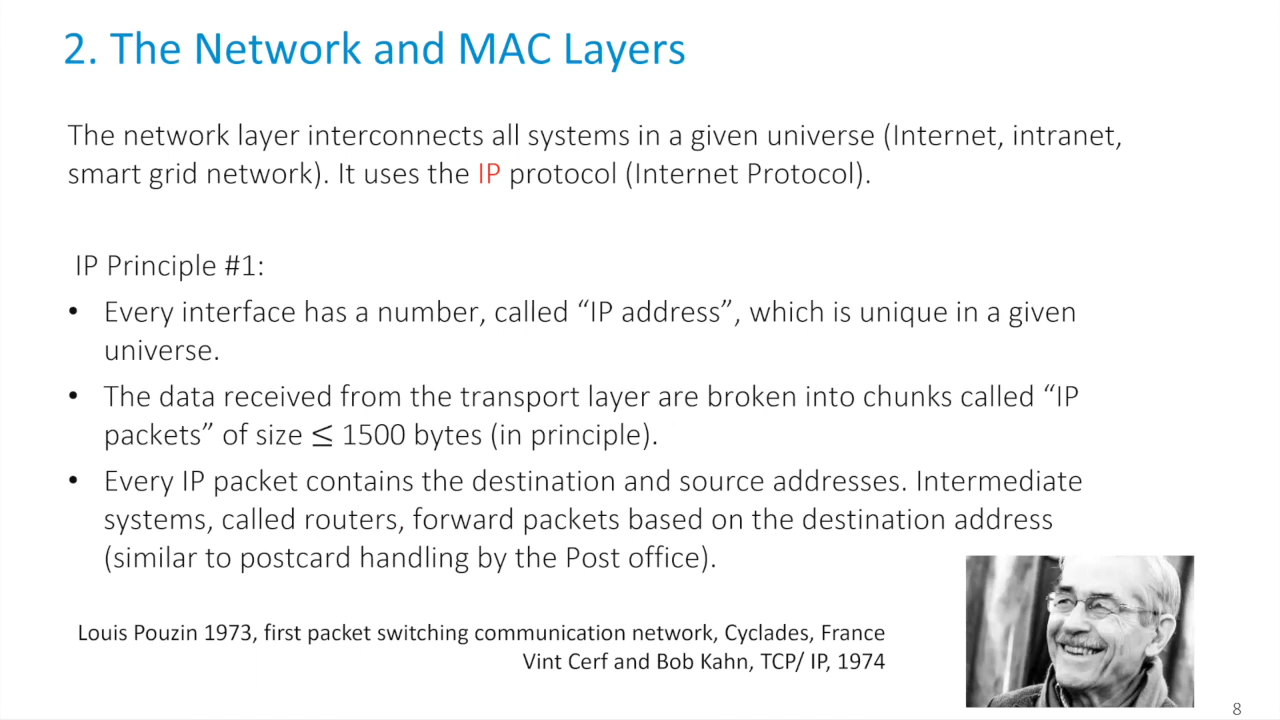 2. The Network and MAC Layers
The network layer interconnects all systems in a given universe (Internet, intranet,
smart grid network). It uses the IP protocol (Internet Protocol).
IP Principle #1:
• Every interface has a number, called “IP address”, which is unique in a given
universe.
• The data received from the transport layer are broken into chunks called “IP
packets” of size ≤ 1500 bytes (in principle).
• Every IP packet contains the destination and source addresses. Intermediate
systems, called routers, forward packets based on the destination address
(similar to postcard handling by the Post office).
Louis Pouzin 1973, first packet switching communication network, Cyclades, France
Vint Cerf and Bob Kahn, TCP/ IP, 1974
8